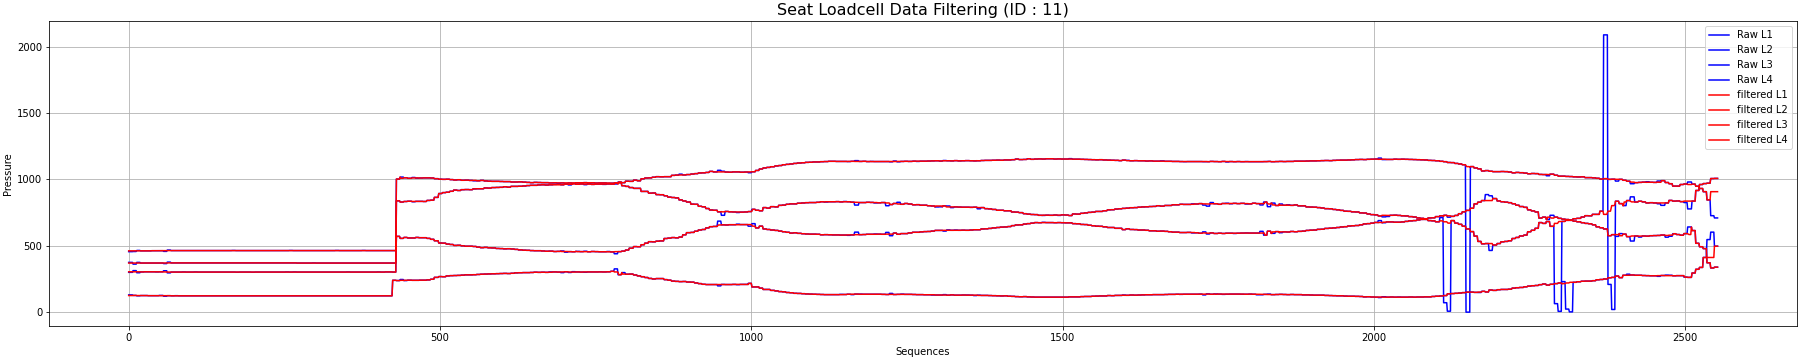 Seat Loadcell Data Filtering (ID : 11)
Pressure
2000
1500
1000
500
0
0
500
1000
1500
2000
2500
Sequences
Raw L1
Raw L2
Raw L3
Raw L4
filtered L1
filtered L2
filtered L3
filtered L4